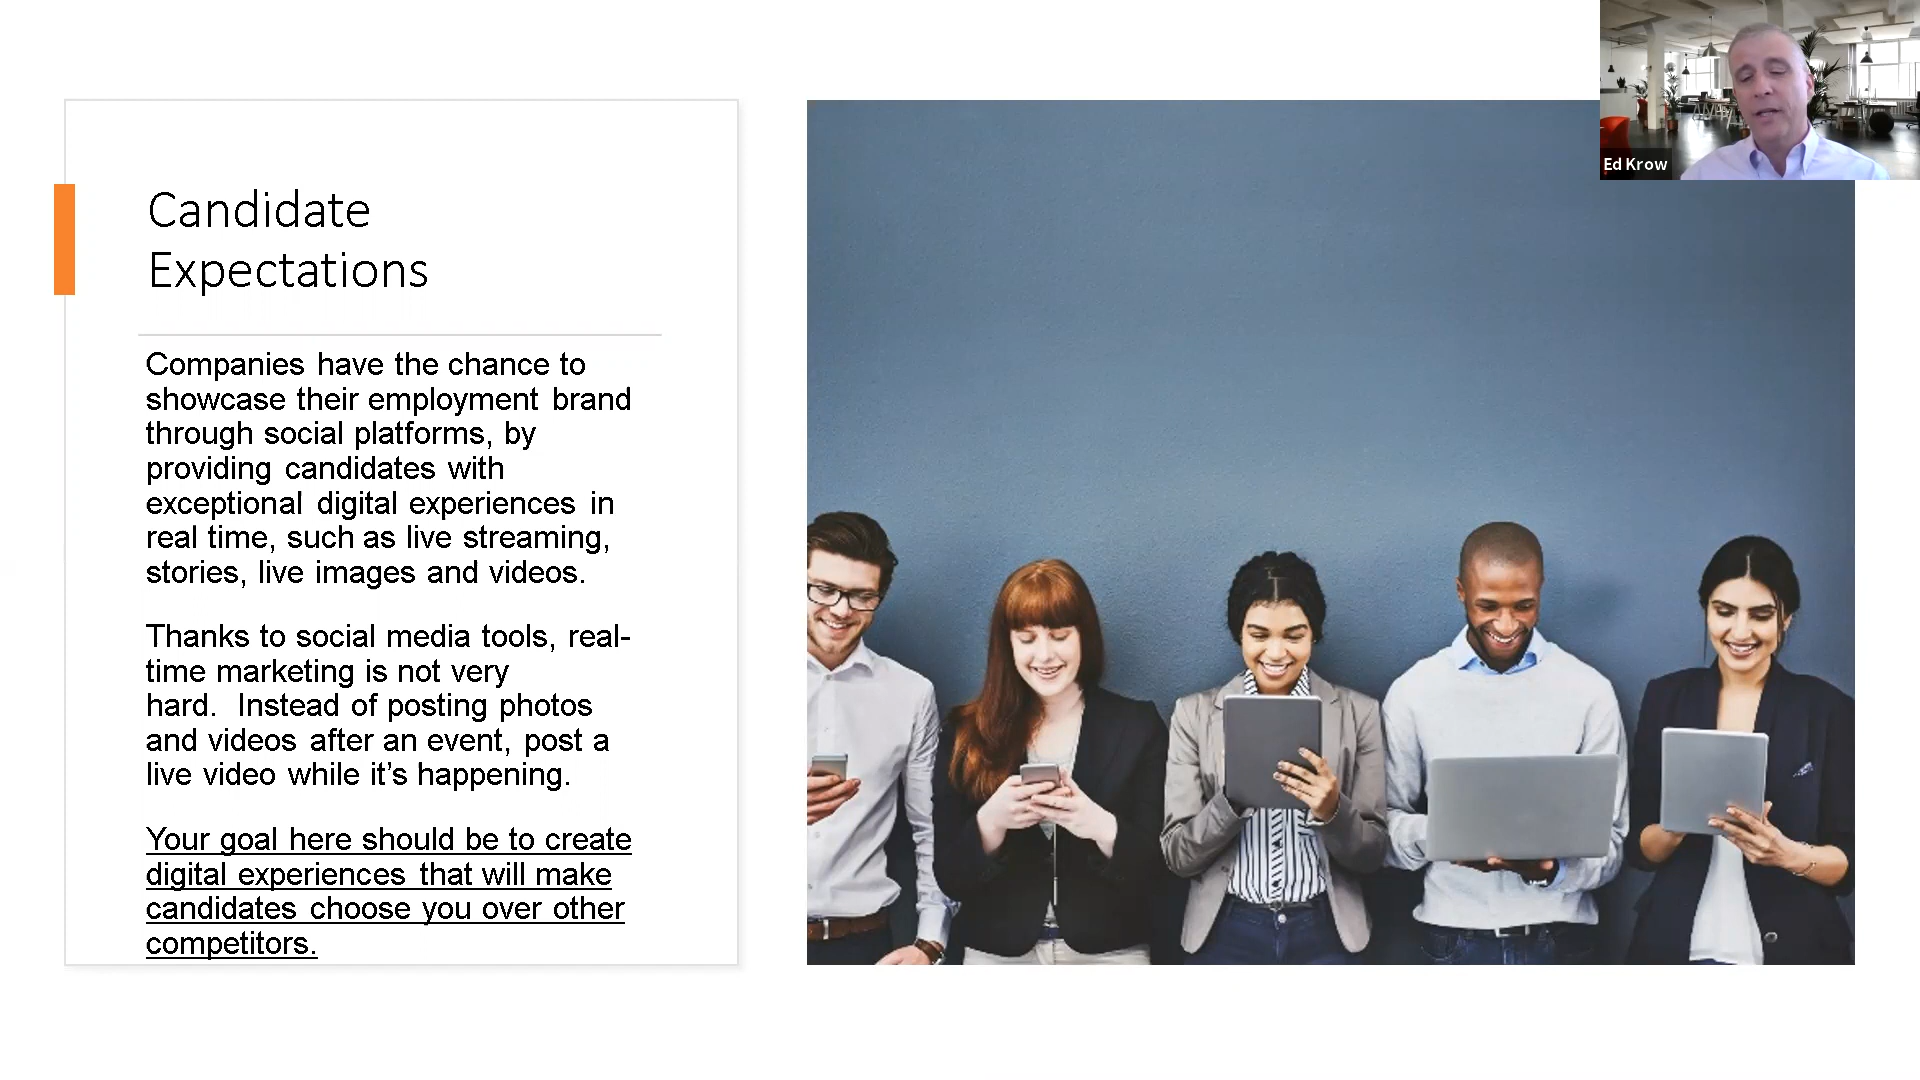 Candidate
Expectations
Companies have the chance to
showcase their employment brand
through social platforms, by
providing candidates with
exceptional digital experiences in
real time, such as live streaming,
stories, live images and videos.
Thanks to social media tools, real-
time marketing is not very
hard.  Instead of posting photos
and videos after an event, post a
live video while it’s happening.
Your goal here should be to create
digital experiences that will make
candidates choose you over other
competitors.
Ed Krow